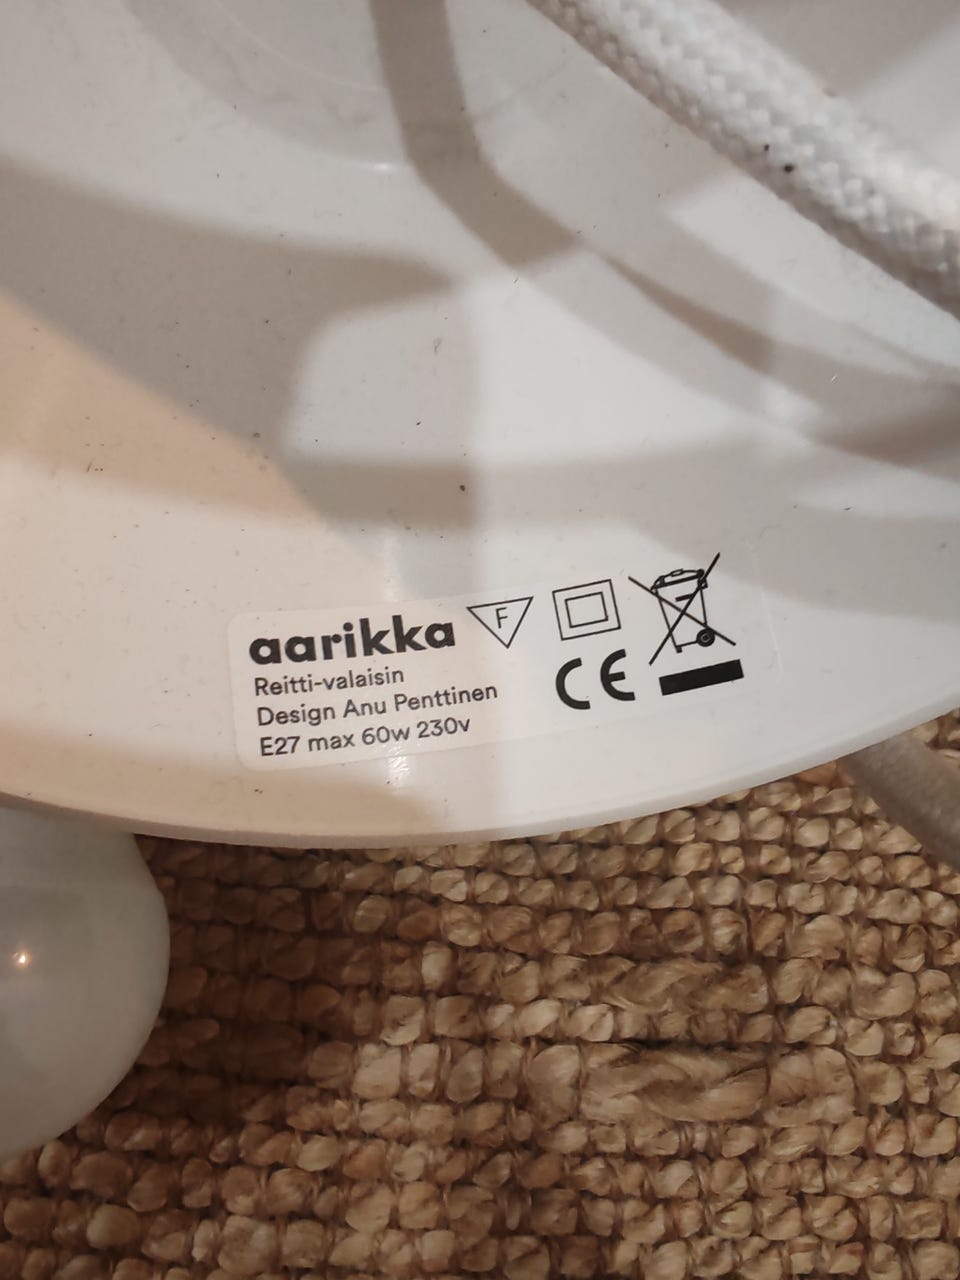 aarikka
Reitti-valaisin
Design Anu Penttinen
E27 max 60w 230v
F
CE